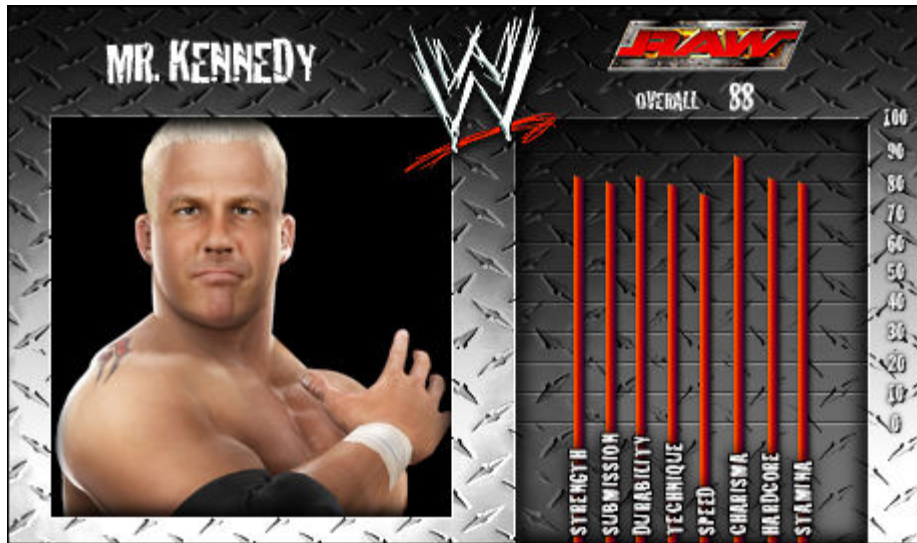 MR. KENNEDY
W
RAW
OVERALL 88
100
90
80
70
60
50
40
30
20
10
0
STRENGTH
SUBMISSION
DURABILITY
TECHNIQUE
SPEED
CHARISMA
HARDCORE
STAMINA